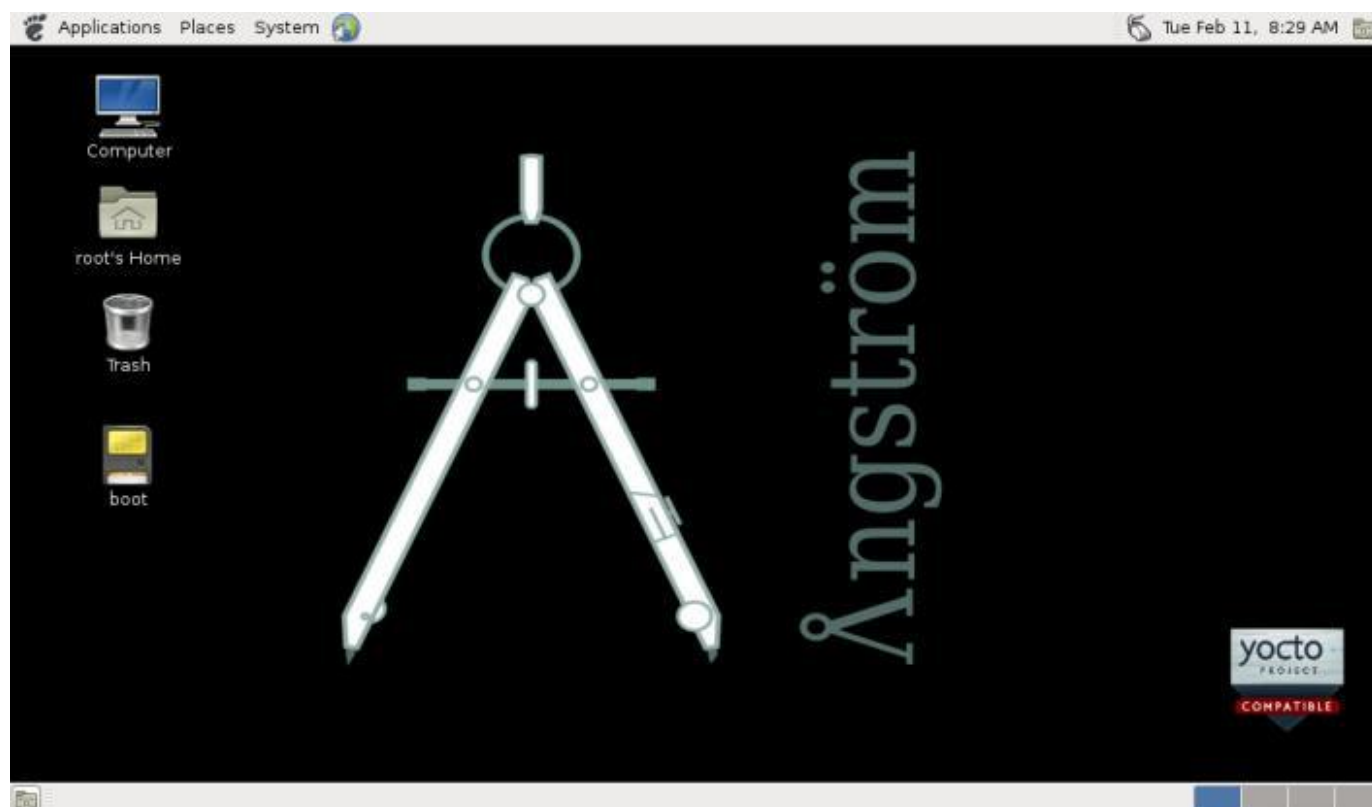 Applications Places System
Tue Feb 11, 8:29 AM
Computer
root's Home
Trash
boot
Ångström
yocto
PROJECT
COMPATIBLE